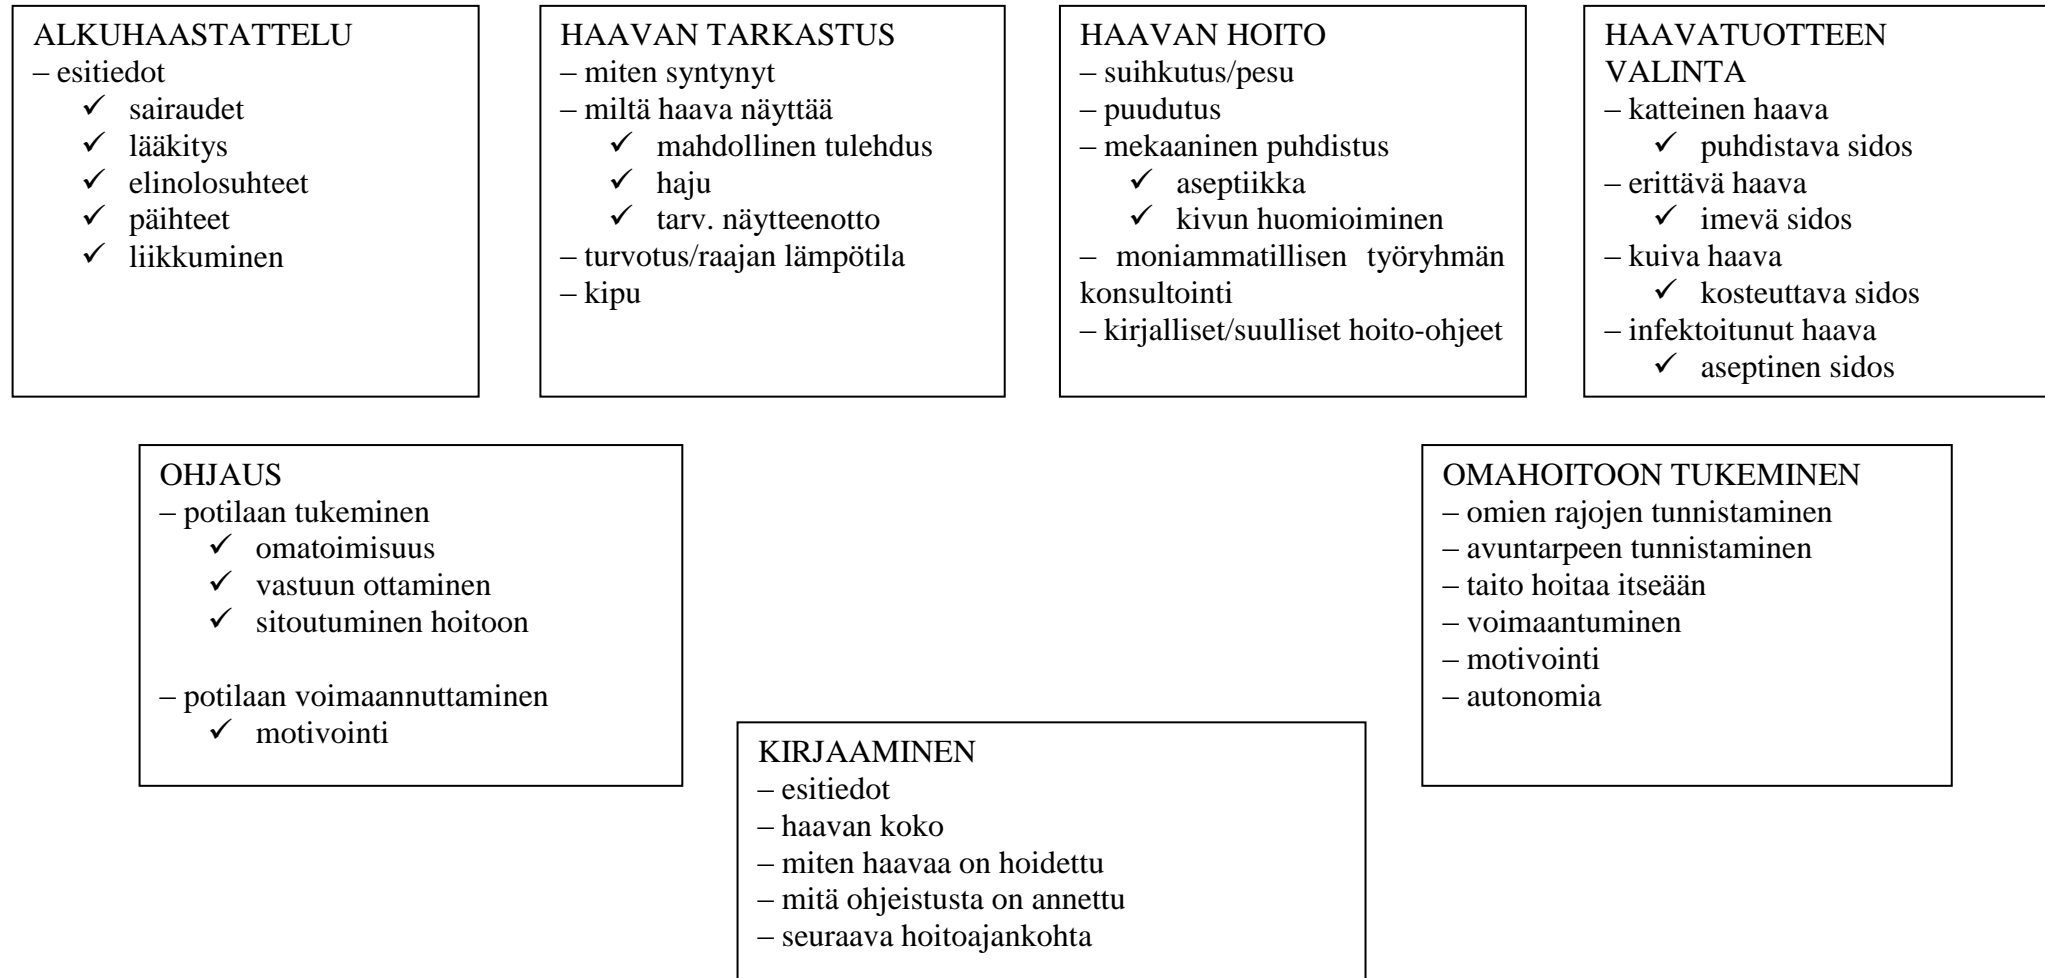 ALKUHAASTATTELU
– esitiedot
✓ sairaudet
✓ lääkitys
✓ elinolosuhteet
✓ päihteet
✓ liikkuminen
HAAVAN TARKASTUS
– miten syntynyt
– miltä haava näyttää
✓ mahdollinen tulehdus
✓ haju
✓ tarv. näytteenotto
– turvotus/raajan lämpötila
– kipu
HAAVAN HOITO
– suihkutus/pesu
– puudutus
– mekaaninen puhdistus
✓ aseptiikka
✓ kivun huomioiminen
– moniammatillisen työryhmän
konsultointi
– kirjalliset/suulliset hoito-ohjeet
HAAVATUOTTEEN
VALINTA
– katteinen haava
✓ puhdistava sidos
– erittävä haava
✓ imevä sidos
– kuiva haava
✓ kosteuttava sidos
– infektoitunut haava
✓ aseptinen sidos
OHJAUS
– potilaan tukeminen
✓ omatoimisuus
✓ vastuun ottaminen
✓ sitoutuminen hoitoon
– potilaan voimaannuttaminen
✓ motivointi
OMAHOITOON TUKEMINEN
– omien rajojen tunnistaminen
– avuntarpeen tunnistaminen
– taito hoitaa itseään
– voimaantuminen
– motivointi
– autonomia
KIRJAAMINEN
– esitiedot
– haavan koko
– miten haavaa on hoidettu
– mitä ohjeistusta on annettu
– seuraava hoitoajankohta